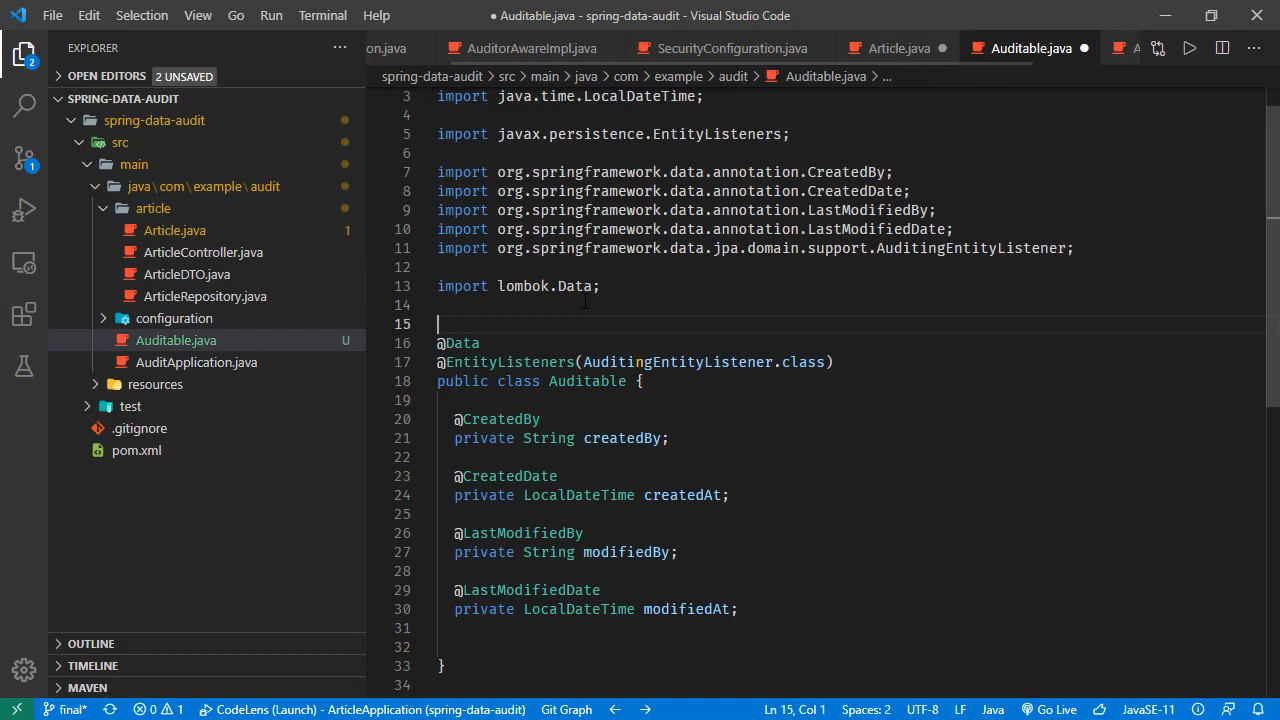 File Edit Selection View Go Run Terminal Help ● Auditable.java - spring-data-audit - Visual Studio Code
EXPLORER ...
on.java AuditorAwareImpl.java SecurityConfiguration.java Article.java ● Auditable.java ● A
OPEN EDITORS 2 UNSAVED
spring-data-audit > src > main > java > com > example > audit > Auditable.java > ...
SPRING-DATA-AUDIT
spring-data-audit
src
main
java\com\example\audit
article
Article.java 1
ArticleController.java
ArticleDTO.java
ArticleRepository.java
configuration
Auditable.java U
AuditApplication.java
resources
test
.gitignore
pom.xml
OUTLINE
TIMELINE
MAVEN
2
1
3 import java.time.LocalDateTime;
4
5 import javax.persistence.EntityListeners;
6
7 import org.springframework.data.annotation.CreatedBy;
8 import org.springframework.data.annotation.CreatedDate;
9 import org.springframework.data.annotation.LastModifiedBy;
10 import org.springframework.data.annotation.LastModifiedDate;
11 import org.springframework.data.jpa.domain.support.AuditingEntityListener;
12
13 import lombok.Data;
14
15
16 @Data
17 @EntityListeners(AuditingEntityListener.class)
18 public class Auditable {
19
20 @CreatedBy
21 private String createdBy;
22
23 @CreatedDate
24 private LocalDateTime createdAt;
25
26 @LastModifiedBy
27 private String modifiedBy;
28
29 @LastModifiedDate
30 private LocalDateTime modifiedAt;
31
32
33 }
34
final* 0 1 CodeLens (Launch) - ArticleApplication (spring-data-audit) Git Graph Ln 15, Col 1 Spaces: 2 UTF-8 LF Java Go Live JavaSE-11